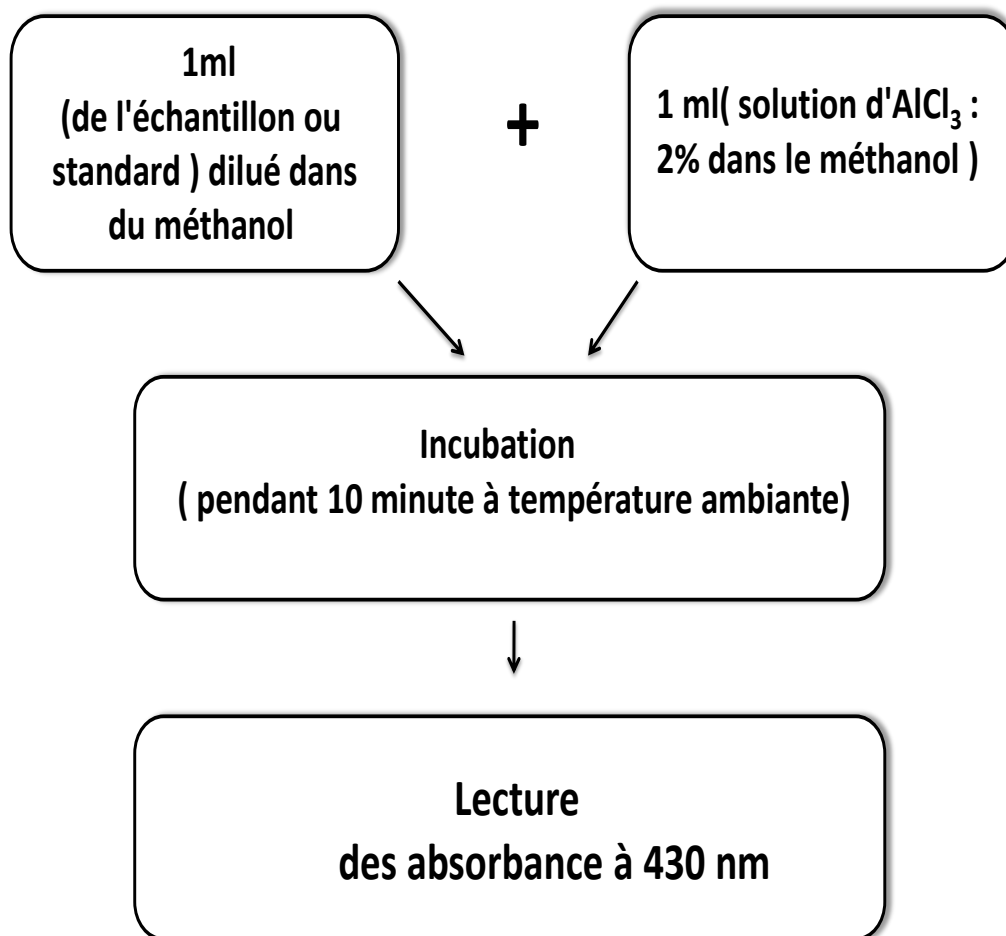 1ml
(de l'échantillon ou
standard ) dilué dans
du méthanol
+
1 ml( solution d'AlCl₃ :
2% dans le méthanol )
Incubation
( pendant 10 minute à température ambiante)
Lecture
des absorbance à 430 nm